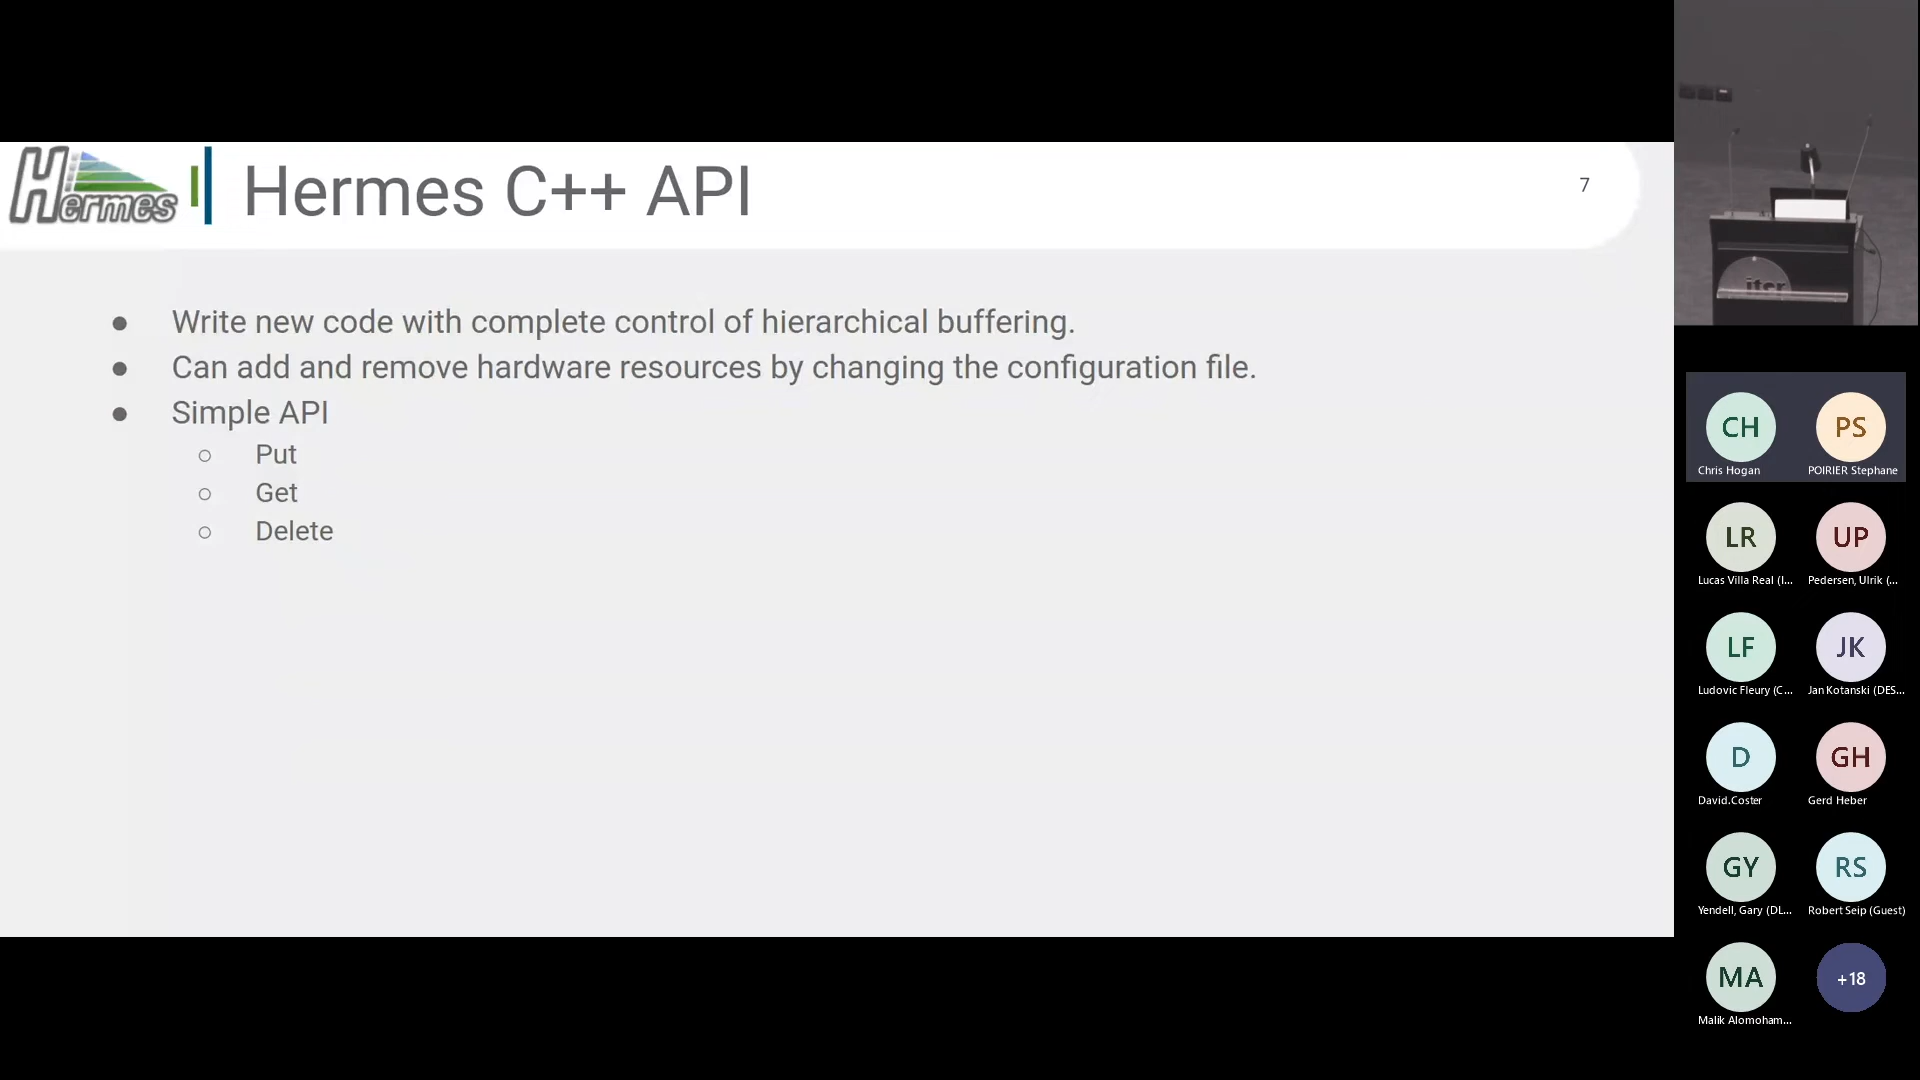 Hermes
Hermes C++ API
7
● Write new code with complete control of hierarchical buffering.
● Can add and remove hardware resources by changing the configuration file.
● Simple API
○ Put
○ Get
○ Delete
iter
CH
Chris Hogan
PS
POIRIER Stephane
LR
Lucas Villa Real (I...
UP
Pedersen, Ulrik (...
LF
Ludovic Fleury (C...
JK
Jan Kotanski (DES...
D
David.Coster
GH
Gerd Heber
GY
Yendell, Gary (DL...
RS
Robert Seip (Guest)
MA
Malik Alomoham...
+18